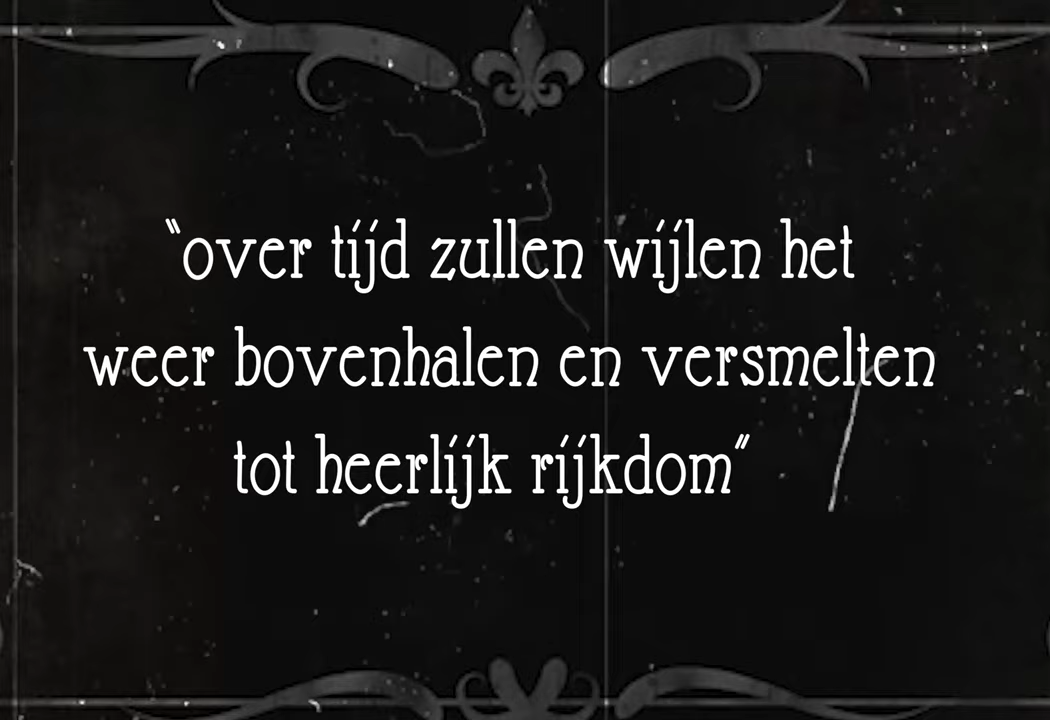 “over tijd zullen wijlen het
weer bovenhalen en versmelten
tot heerlijk rijkdom”